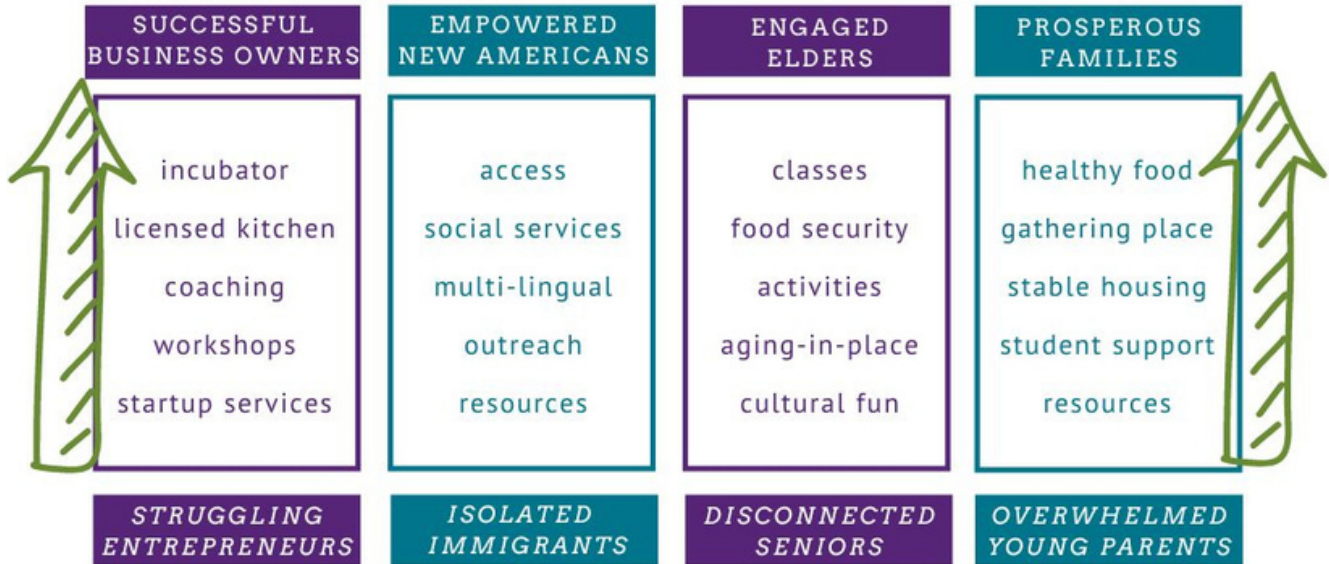 SUCCESSFUL
BUSINESS OWNERS
EMPOWERED
NEW AMERICANS
ENGAGED
ELDERS
PROSPEROUS
FAMILIES
incubator
licensed kitchen
coaching
workshops
startup services
access
social services
multi-lingual
outreach
resources
classes
food security
activities
aging-in-place
cultural fun
healthy food
gathering place
stable housing
student support
resources
STRUGGLING
ENTREPRENEURS
ISOLATED
IMMIGRANTS
DISCONNECTED
SENIORS
OVERWHELMED
YOUNG PARENTS